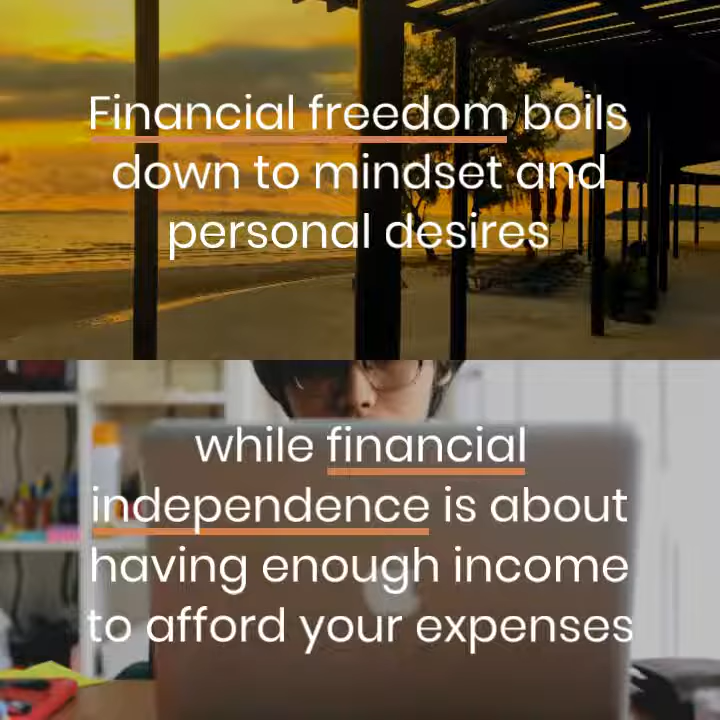 Financial freedom boils
down to mindset and
personal desires
while financial
independence is about
having enough income
to afford your expenses